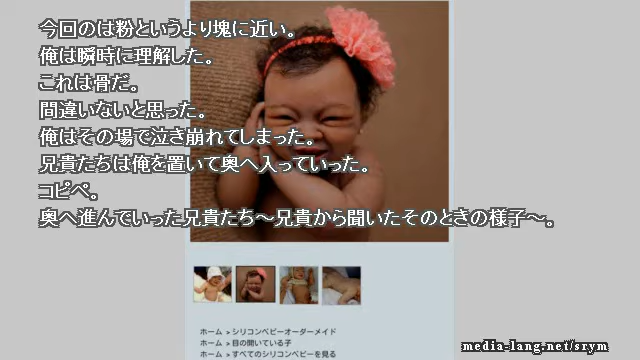 今回のは粉というより塊に近い。
俺は瞬時に理解した。
これは骨だ。
間違いないと思った。
俺はその場で泣き崩れてしまった。
兄貴たちは俺を置いて奥へ入っていった。
コピペ。
奥へ進んでいった兄貴たち～兄貴から聞いたそのときの様子～。
ホーム > シリコンベビーオーダーメイド
ホーム > 目の開いている子
ホーム > すべてのシリコンベビーを見る
media-lang.net/srym